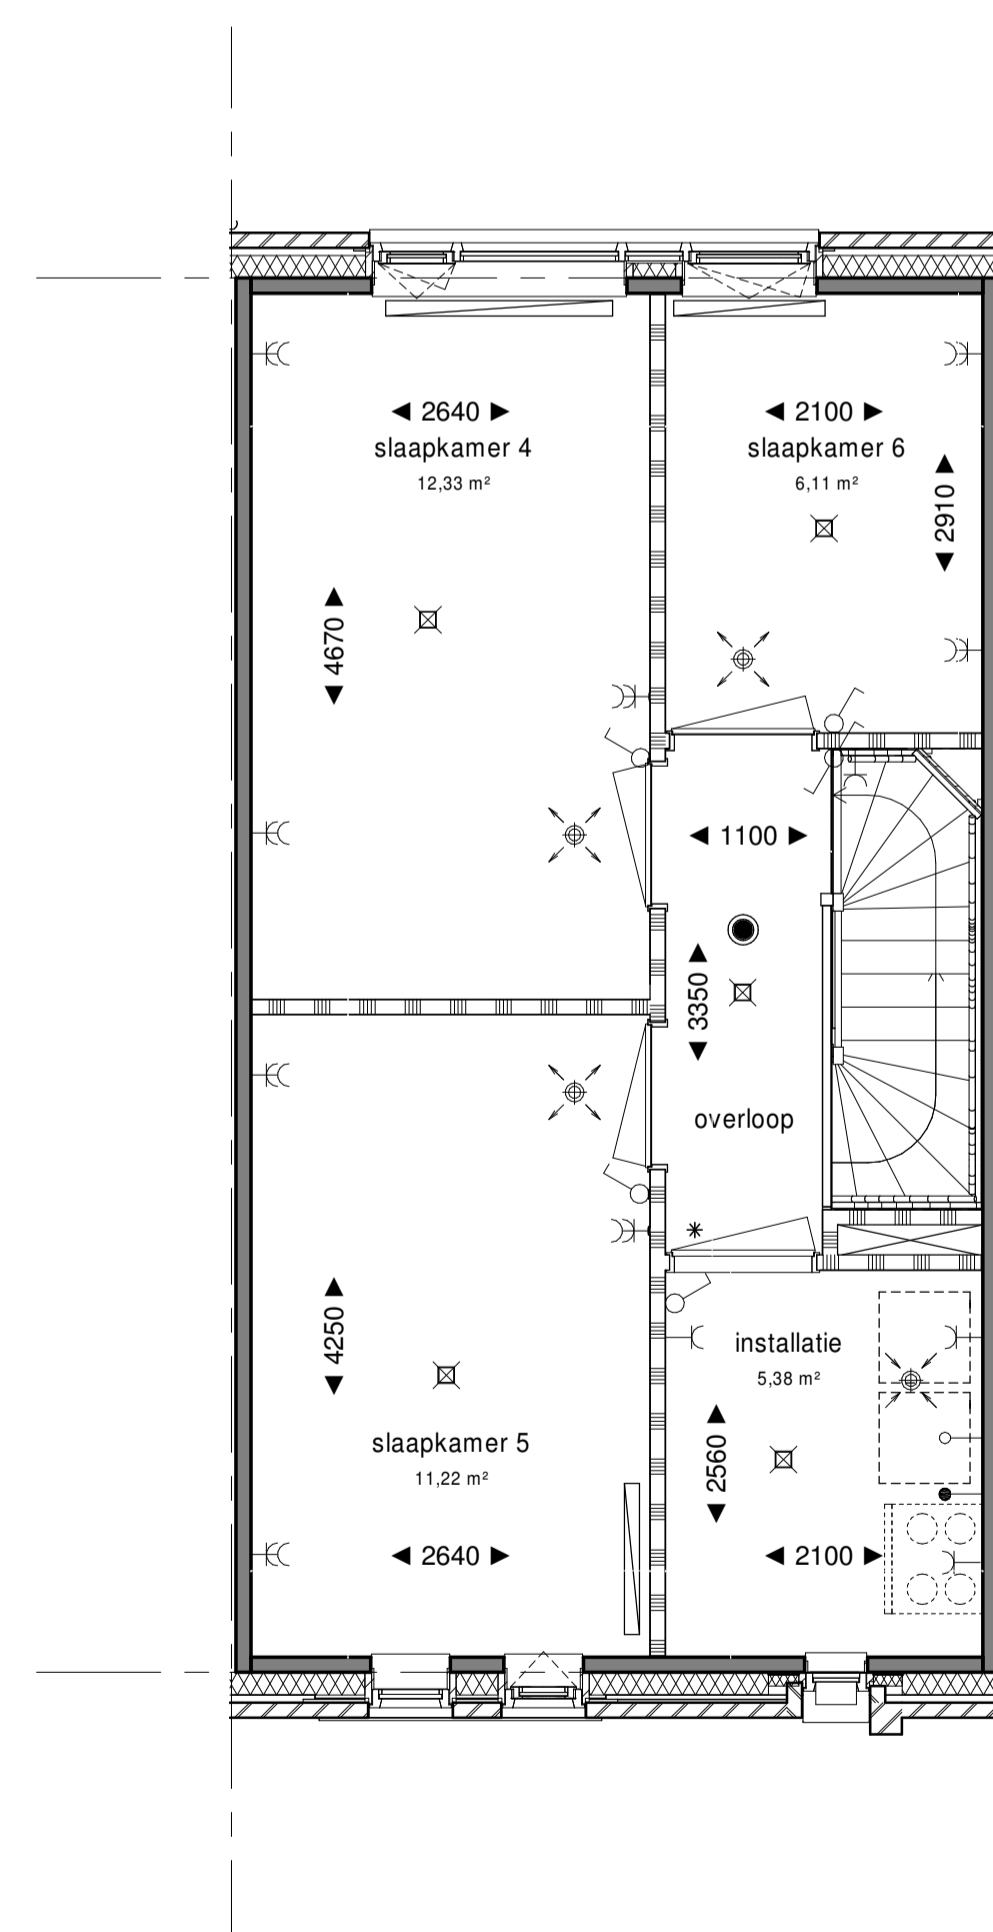 2640
slaapkamer 4
12,33 m²
4670
2100
slaapkamer 6
6,11 m²
2910
1100
3350
overloop
4250
slaapkamer 5
11,22 m²
2640
installatie
5,38 m²
2560
2100